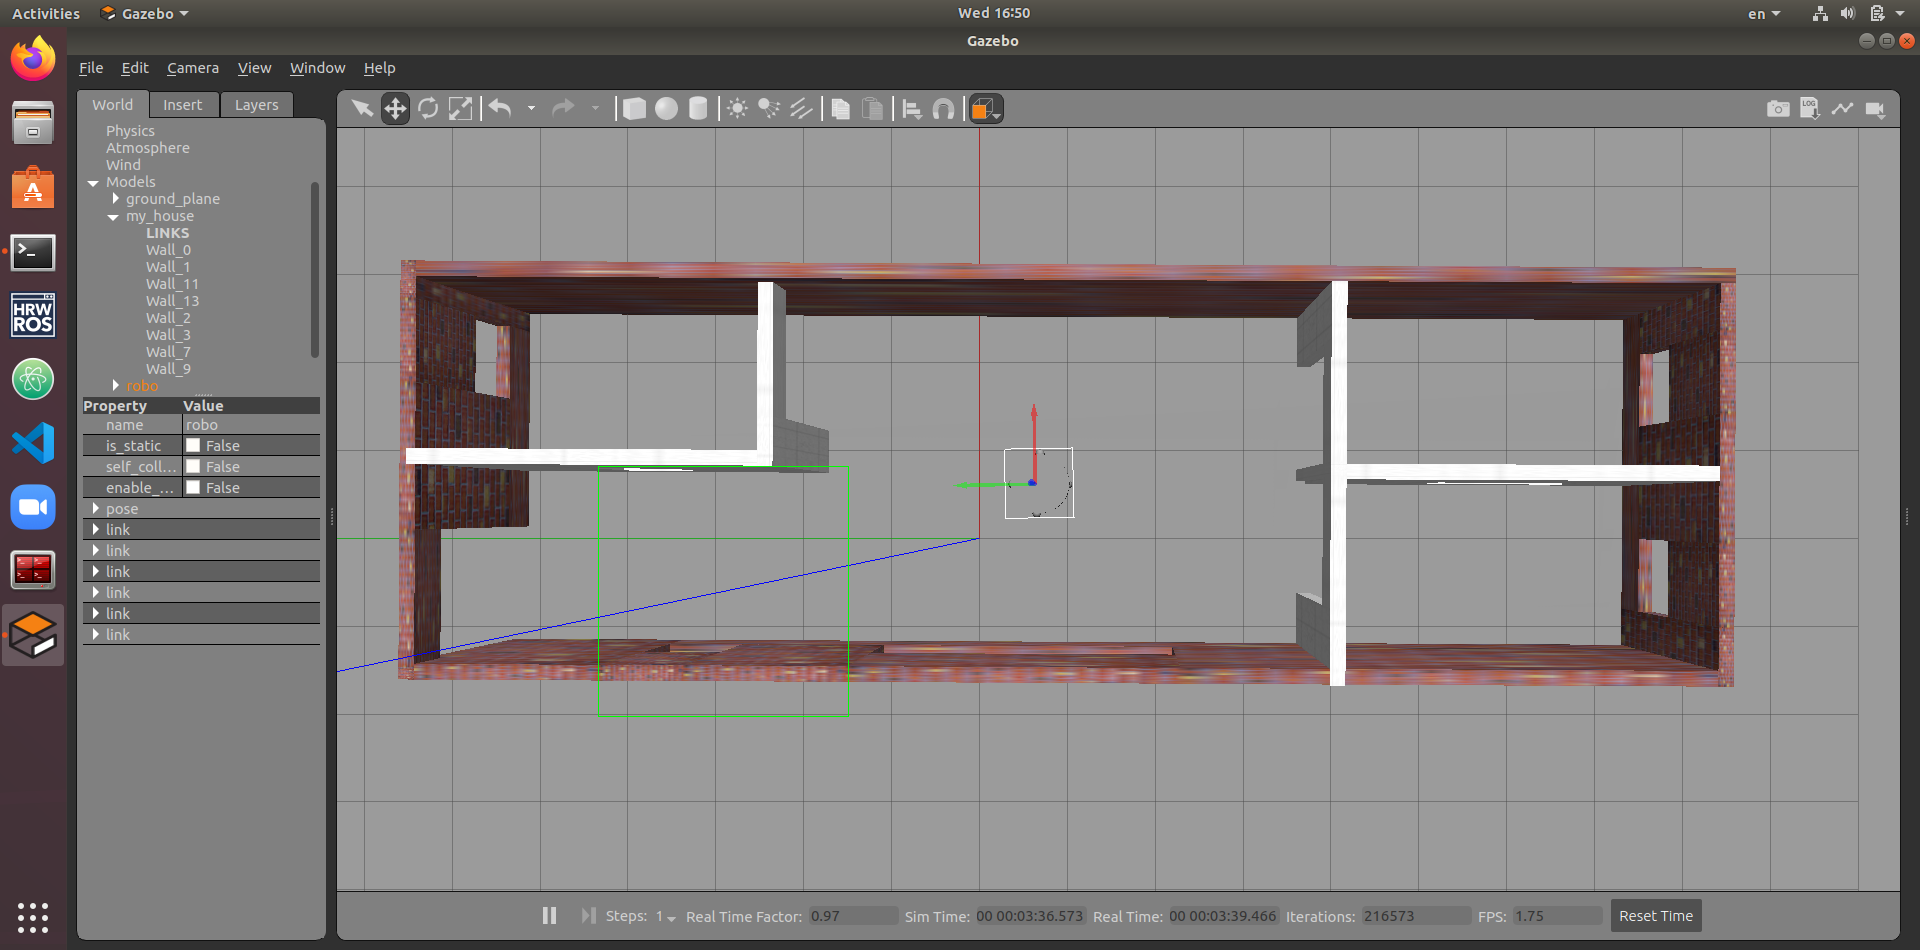 Activities
Gazebo
Wed 16:50
en
Gazebo
File Edit Camera View Window Help
World Insert Layers
LOG
Physics
Atmosphere
Wind
Models
ground_plane
my_house
LINKS
Wall_0
Wall_1
Wall_11
Wall_13
Wall_2
Wall_3
Wall_7
Wall_9
robo
HRW
ROS
Property Value
name robo
is_static False
self_coll... False
enable_... False
pose
link
link
link
link
link
link
Steps: 1 Real Time Factor: 0.97 Sim Time: 00 00:03:36.573 Real Time: 00 00:03:39.466 Iterations: 216573 FPS: 1.75 Reset Time